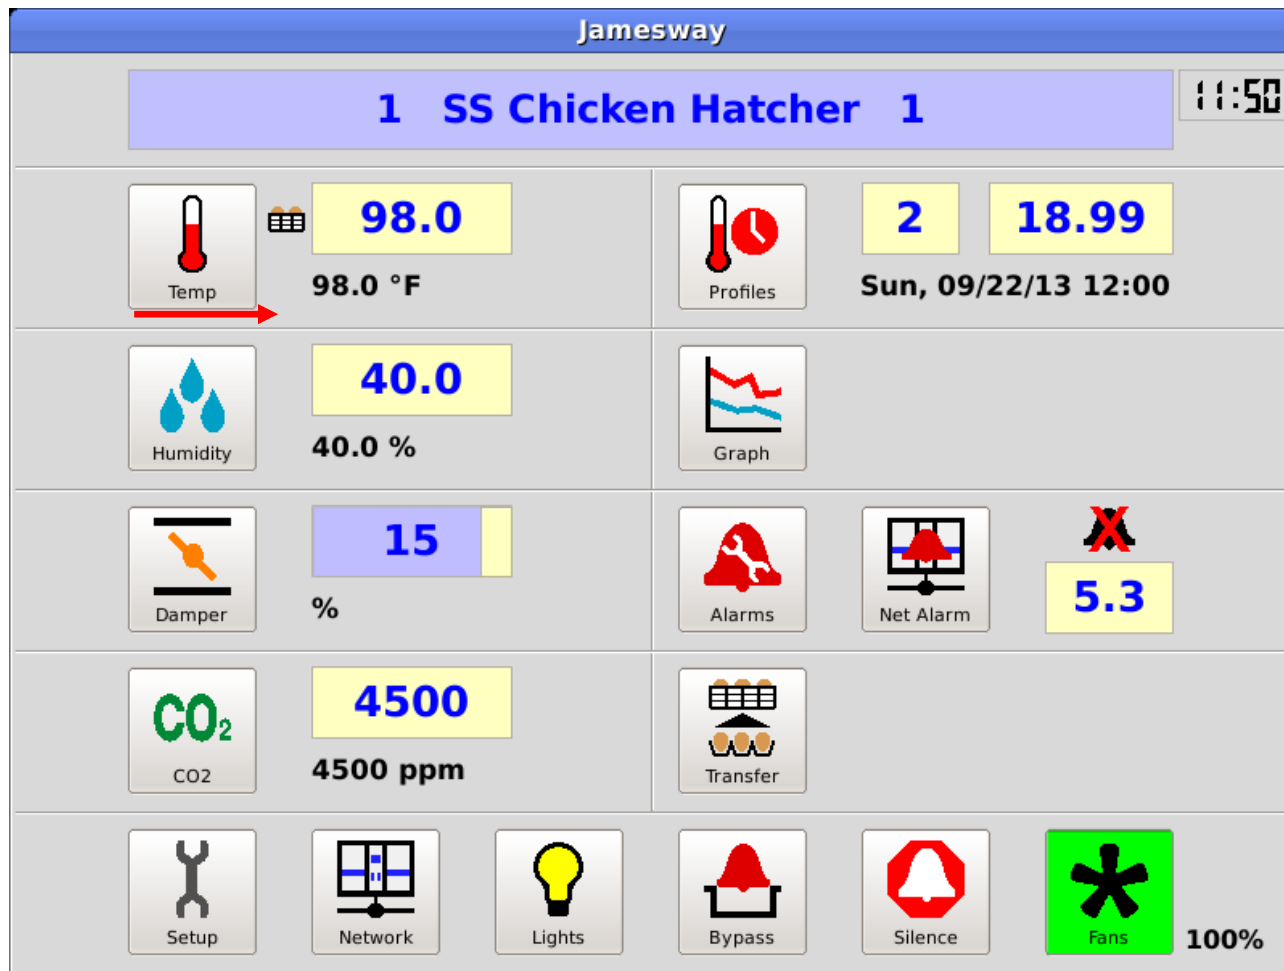 Jamesway
1 SS Chicken Hatcher 1
11:50
Temp
98.0
98.0 °F
Profiles
2
18.99
Sun, 09/22/13 12:00
Humidity
40.0
40.0 %
Graph
Damper
15
%
Alarms
Net Alarm
5.3
CO2
CO2
4500
4500 ppm
Transfer
Setup
Network
Lights
Bypass
Silence
Fans
100%